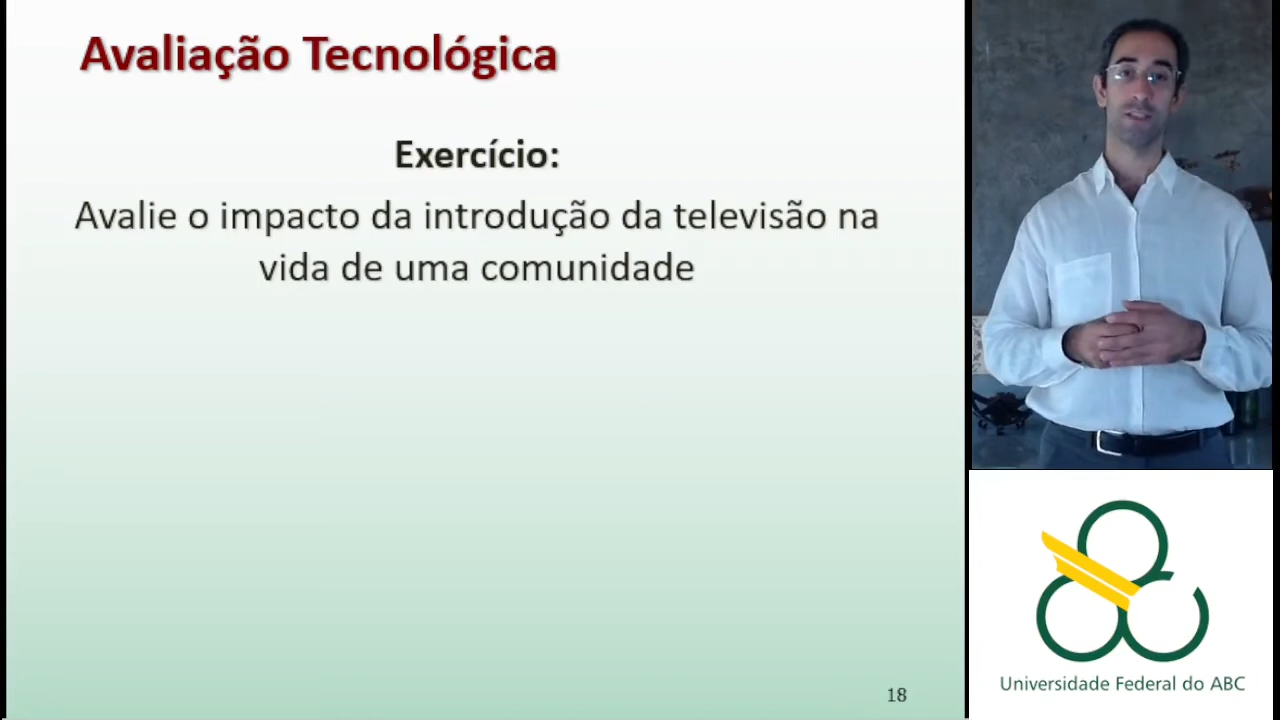 Avaliação Tecnológica
Exercício:
Avalie o impacto da introdução da televisão na
vida de uma comunidade
18
Universidade Federal do ABC